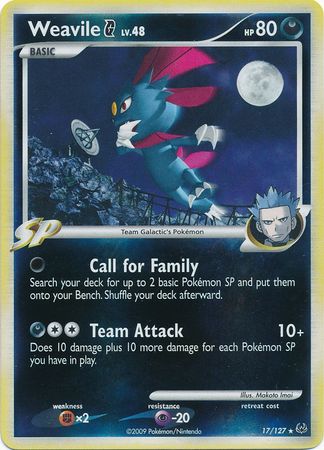 Weavile G LV.48 HP 80
BASIC
SP
Team Galactic's Pokémon
Call for Family
Search your deck for up to 2 basic Pokémon SP and put them
onto your Bench. Shuffle your deck afterward.
Team Attack 10+
Does 10 damage plus 10 more damage for each Pokémon SP
you have in play.
Illus. Makoto Imai
weakness resistance retreat cost
×2 -20
©2009 Pokémon/Nintendo 17/127